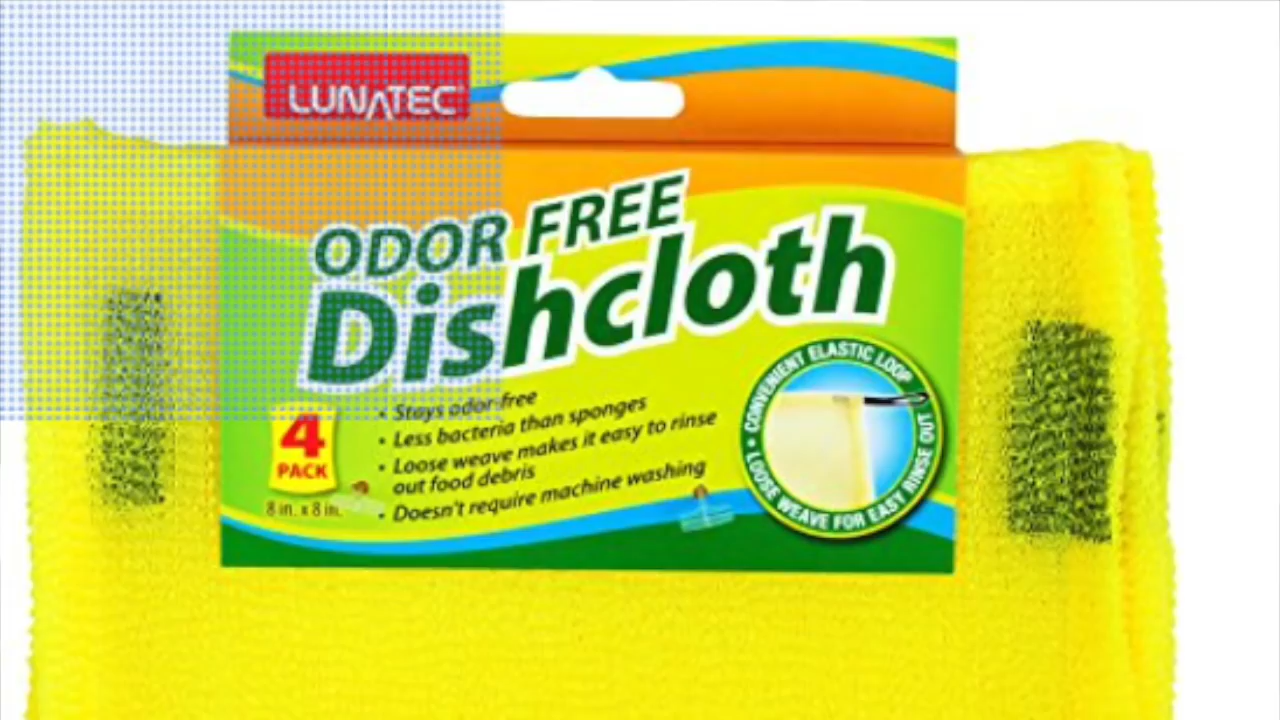 LUNATEC
ODOR FREE
Dishcloth
• Stays odor-free
• Less bacteria than sponges
• Loose weave makes it easy to rinse
out food debris
• Doesn't require machine washing
4
PACK
8 in. x 8 in.
CONVENIENT ELASTIC LOOP •
LOOSE WEAVE FOR EASY RINSE OUT